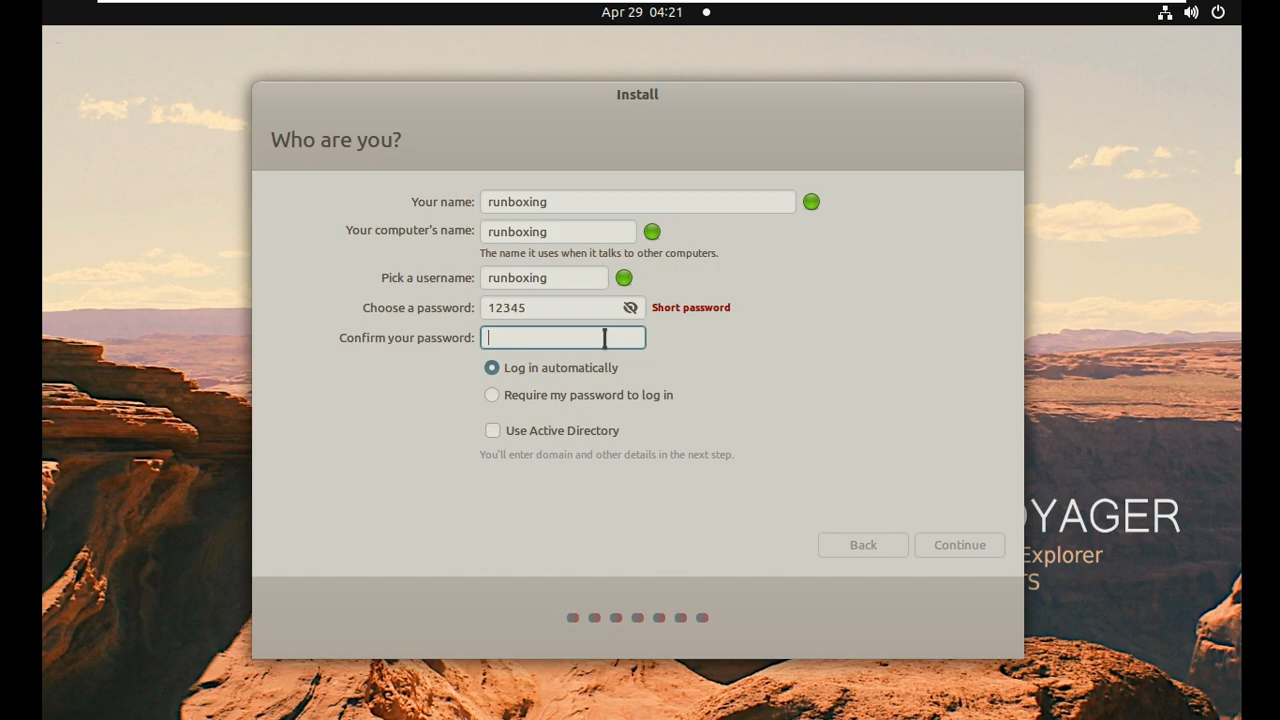 Apr 29 04:21
Install
Who are you?
Your name: runboxing
Your computer's name: runboxing
The name it uses when it talks to other computers.
Pick a username: runboxing
Choose a password: 12345 Short password
Confirm your password:
Log in automatically
Require my password to log in
Use Active Directory
You'll enter domain and other details in the next step.
Back Continue
OYAGER
Explorer
TS